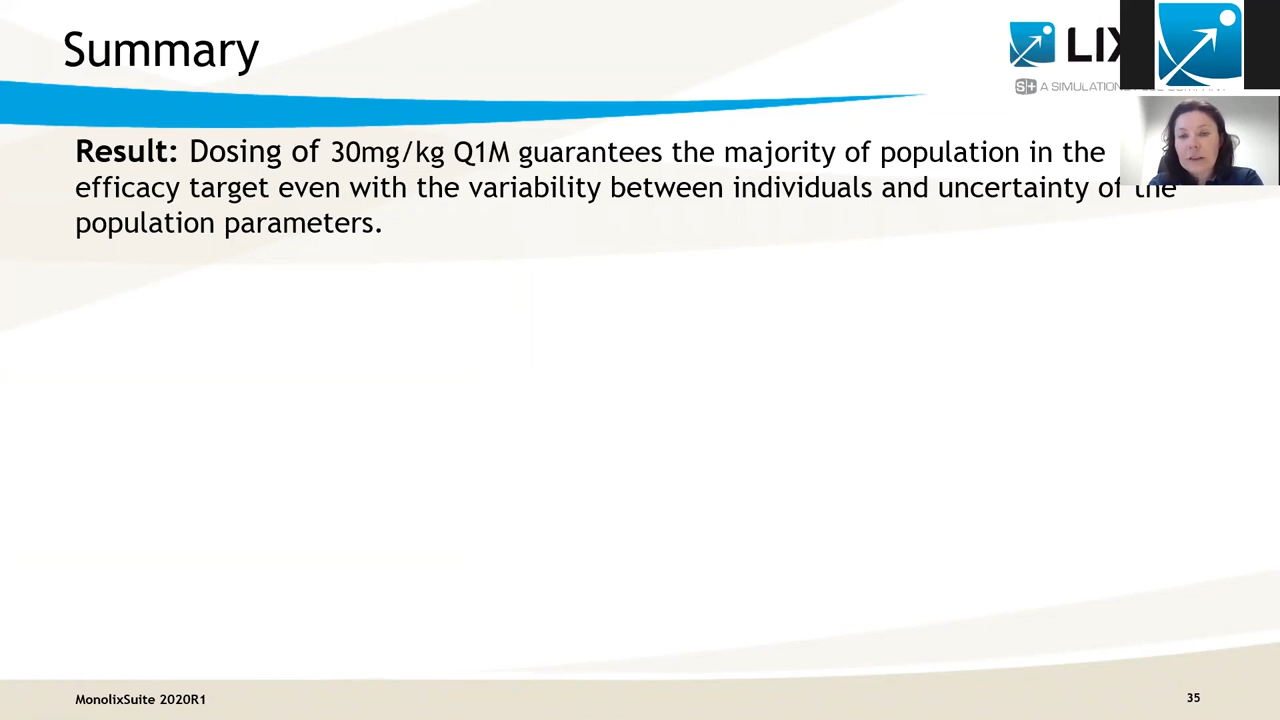 Summary
LIX
S+ A SIMULATION
Result: Dosing of 30mg/kg Q1M guarantees the majority of population in the
efficacy target even with the variability between individuals and uncertainty of the
population parameters.
MonolixSuite 2020R1
35